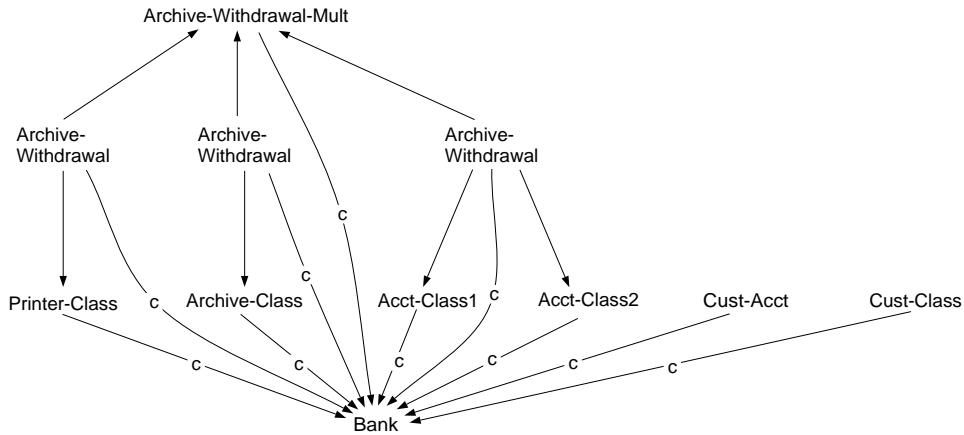 Archive-Withdrawal-Mult
Archive-
Withdrawal
Archive-
Withdrawal
Archive-
Withdrawal
c
c
Printer-Class
c
Archive-Class
Acct-Class1
c
Acct-Class2
Cust-Acct
Cust-Class
c
c
c
c
c
c
Bank